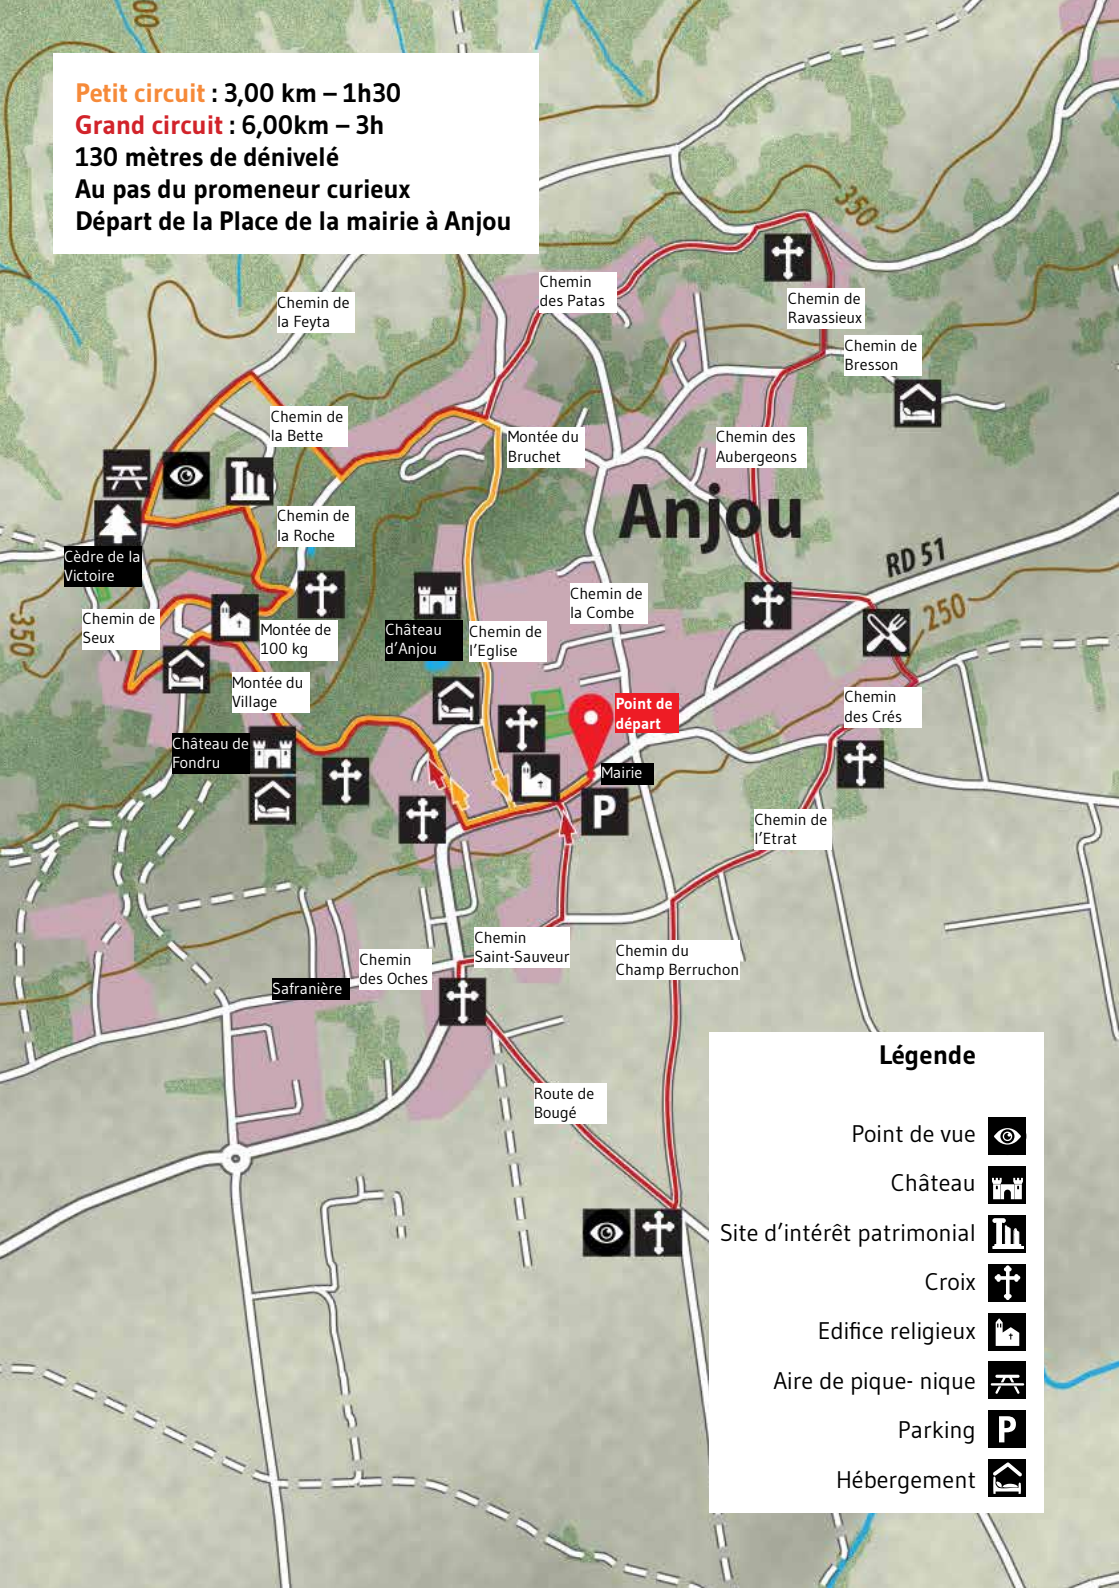 Petit circuit : 3,00 km – 1h30
Grand circuit : 6,00km – 3h
130 mètres de dénivelé
Au pas du promeneur curieux
Départ de la Place de la mairie à Anjou
00
350
Chemin
des Patas
Chemin de
la Feyta
Chemin de
Ravassieux
Chemin de
Bresson
Chemin de
la Bette
Montée du
Bruchet
Chemin des
Aubergeons
Anjou
Chemin de
la Roche
RD 51
Cèdre de la
Victoire
Chemin de
la Combe
250
350
Chemin de
Seux
Montée de
100 kg
Château
d’Anjou
Chemin de
l’Eglise
Montée du
Village
Point de
départ
Chemin
des Crés
Château de
Fondru
Mairie
P
Chemin de
l’Etrat
Chemin
Saint-Sauveur
Chemin du
Champ Berruchon
Chemin
des Oches
Safranière
Route de
Bougé
Légende
Point de vue
Château
Site d’intérêt patrimonial
Croix
Edifice religieux
Aire de pique- nique
Parking P
Hébergement